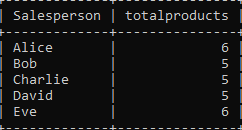 | Salesperson | totalproducts |
| Alice | 6 |
| Bob | 5 |
| Charlie | 5 |
| David | 5 |
| Eve | 6 |